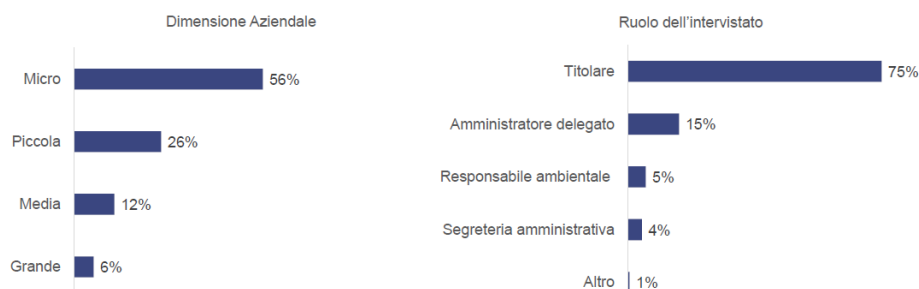 Dimensione Aziendale
Micro 56%
Piccola 26%
Media 12%
Grande 6%
Ruolo dell'intervistato
Titolare 75%
Amministratore delegato 15%
Responsabile ambientale 5%
Segreteria amministrativa 4%
Altro 1%